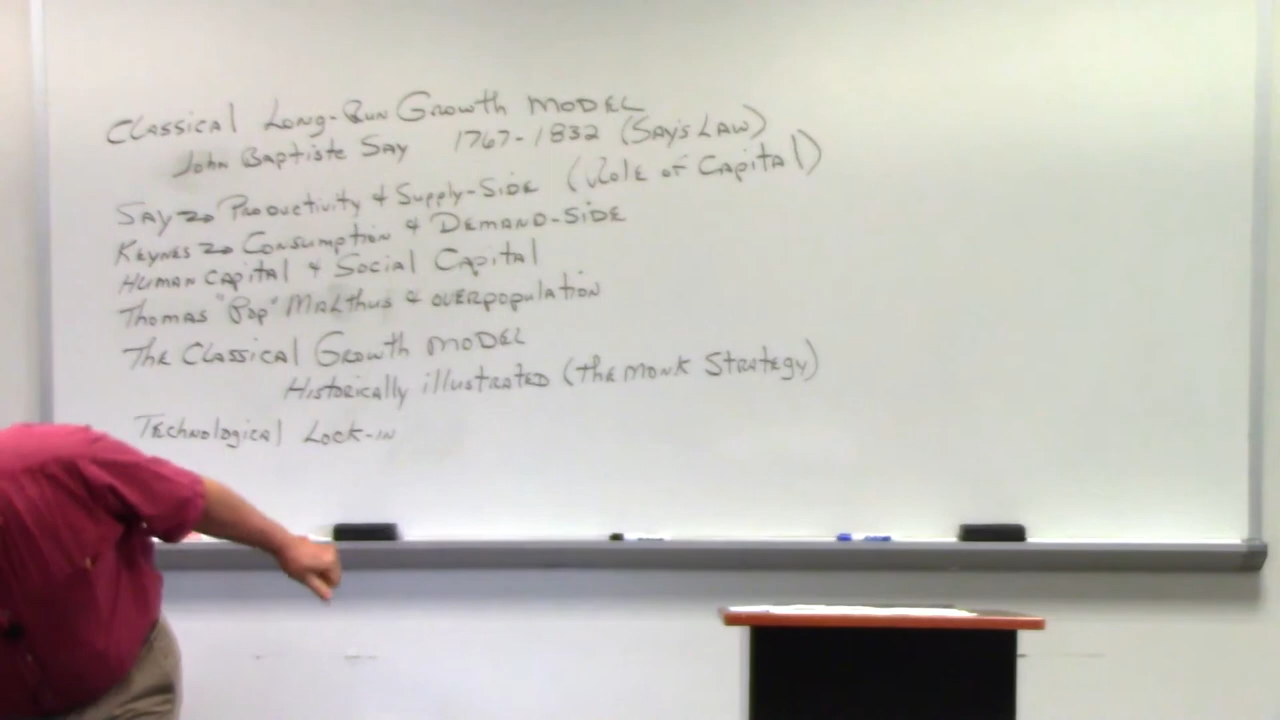 Classical Long-Run Growth Model
John Baptiste Say 1767-1832 (Say's Law)
Say → Productivity & Supply-Side (Role of Capital)
Keynes → Consumption & Demand-Side
Human Capital & Social Capital
Thomas "Pop" Malthus & overpopulation
The Classical Growth Model
Historically illustrated (the monk Strategy)
Technological Lock-in